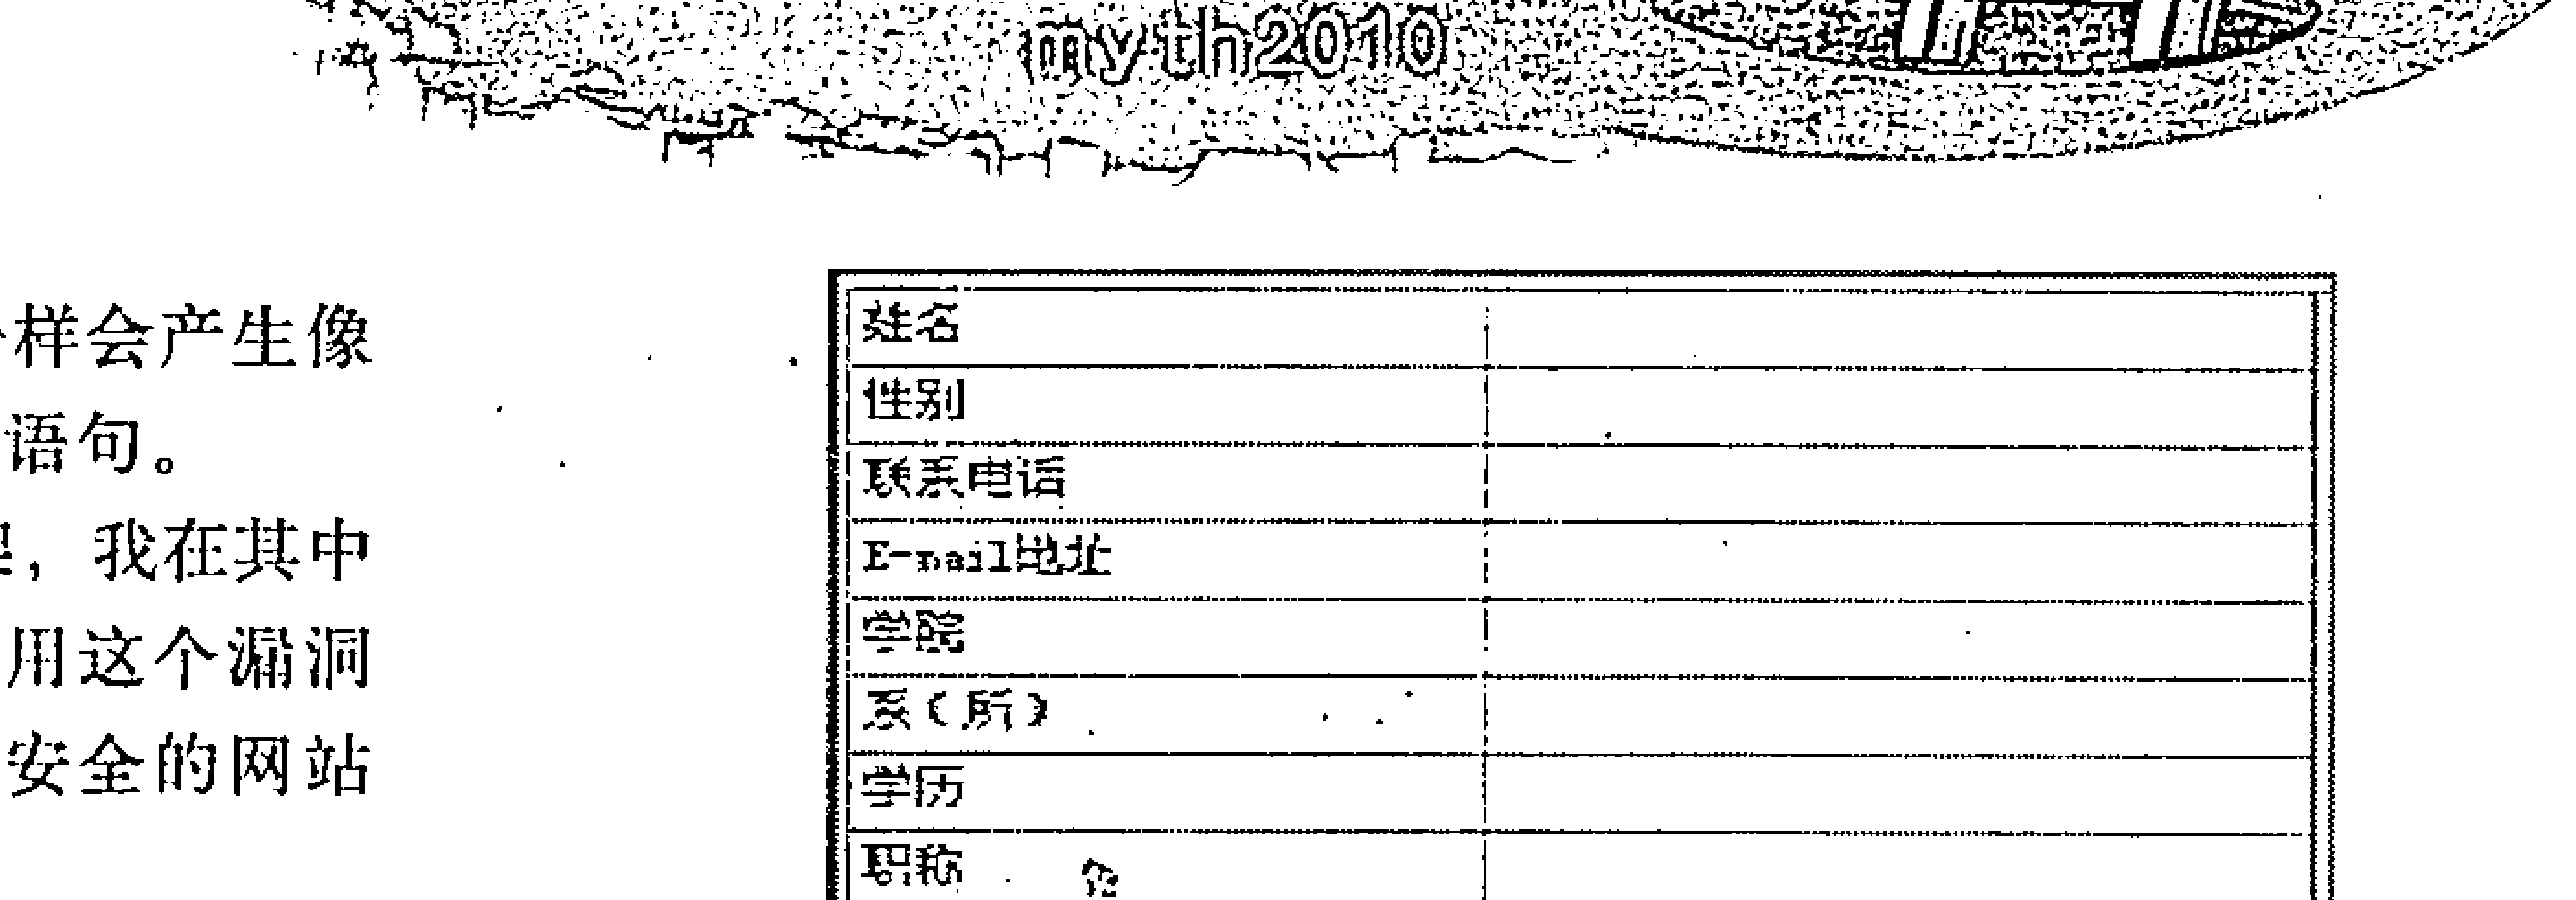 myth2010
样会产生像
语句。
，我在其中
用这个漏洞
安全的网站
姓名
性别
联系电话
E-mail地址
学院
系(所)
学历
职称